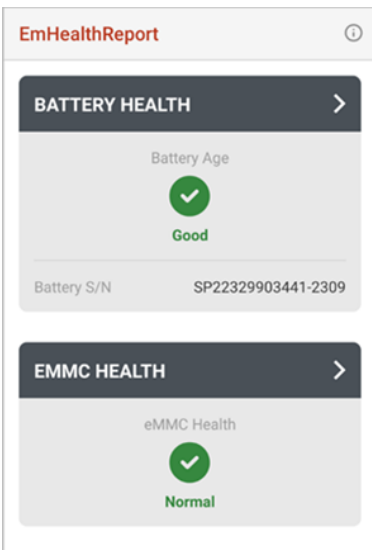 EmHealthReport
BATTERY HEALTH
Battery Age
Good
Battery S/N SP22329903441-2309
EMMC HEALTH
eMMC Health
Normal